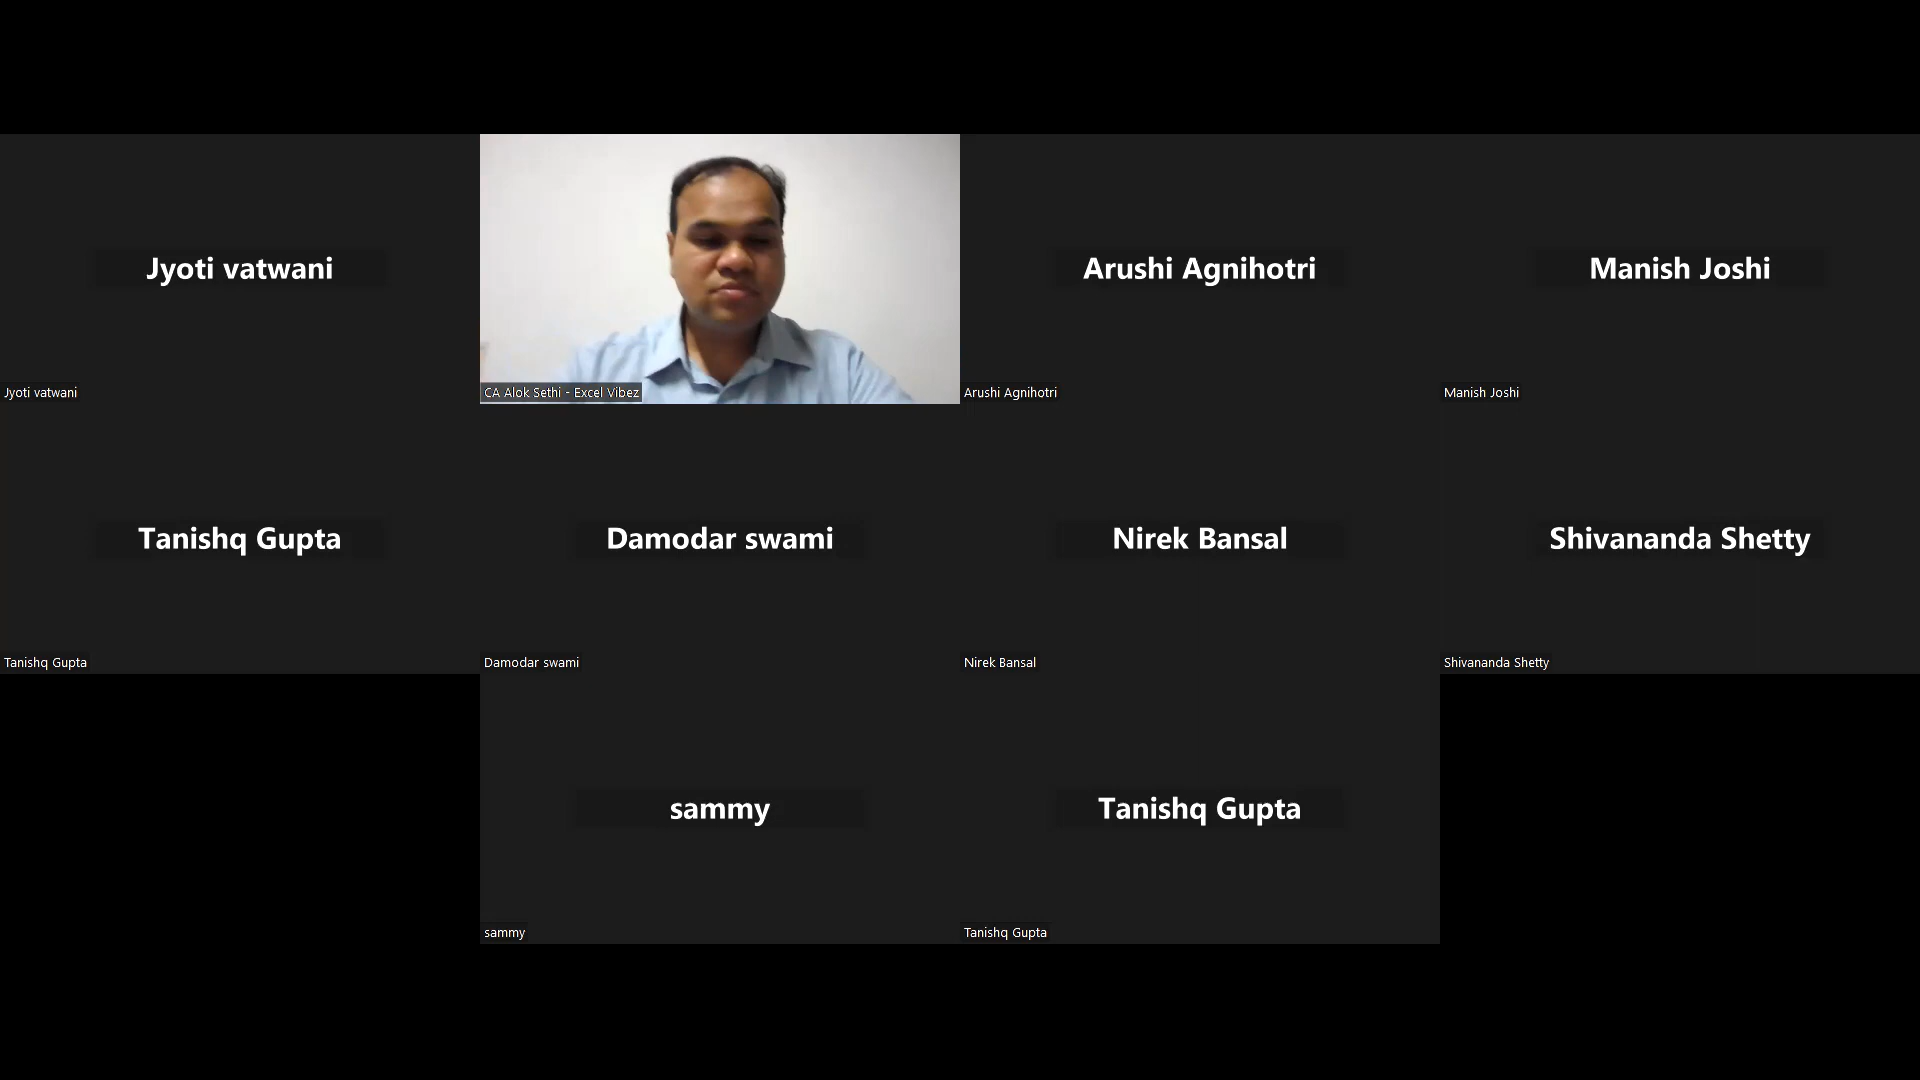 Jyoti vatwani
Jyoti vatwani
CA Alok Sethi - Excel Vibez
Arushi Agnihotri
Arushi Agnihotri
Manish Joshi
Manish Joshi
Tanishq Gupta
Tanishq Gupta
Damodar swami
Damodar swami
Nirek Bansal
Nirek Bansal
Shivananda Shetty
Shivananda Shetty
sammy
sammy
Tanishq Gupta
Tanishq Gupta